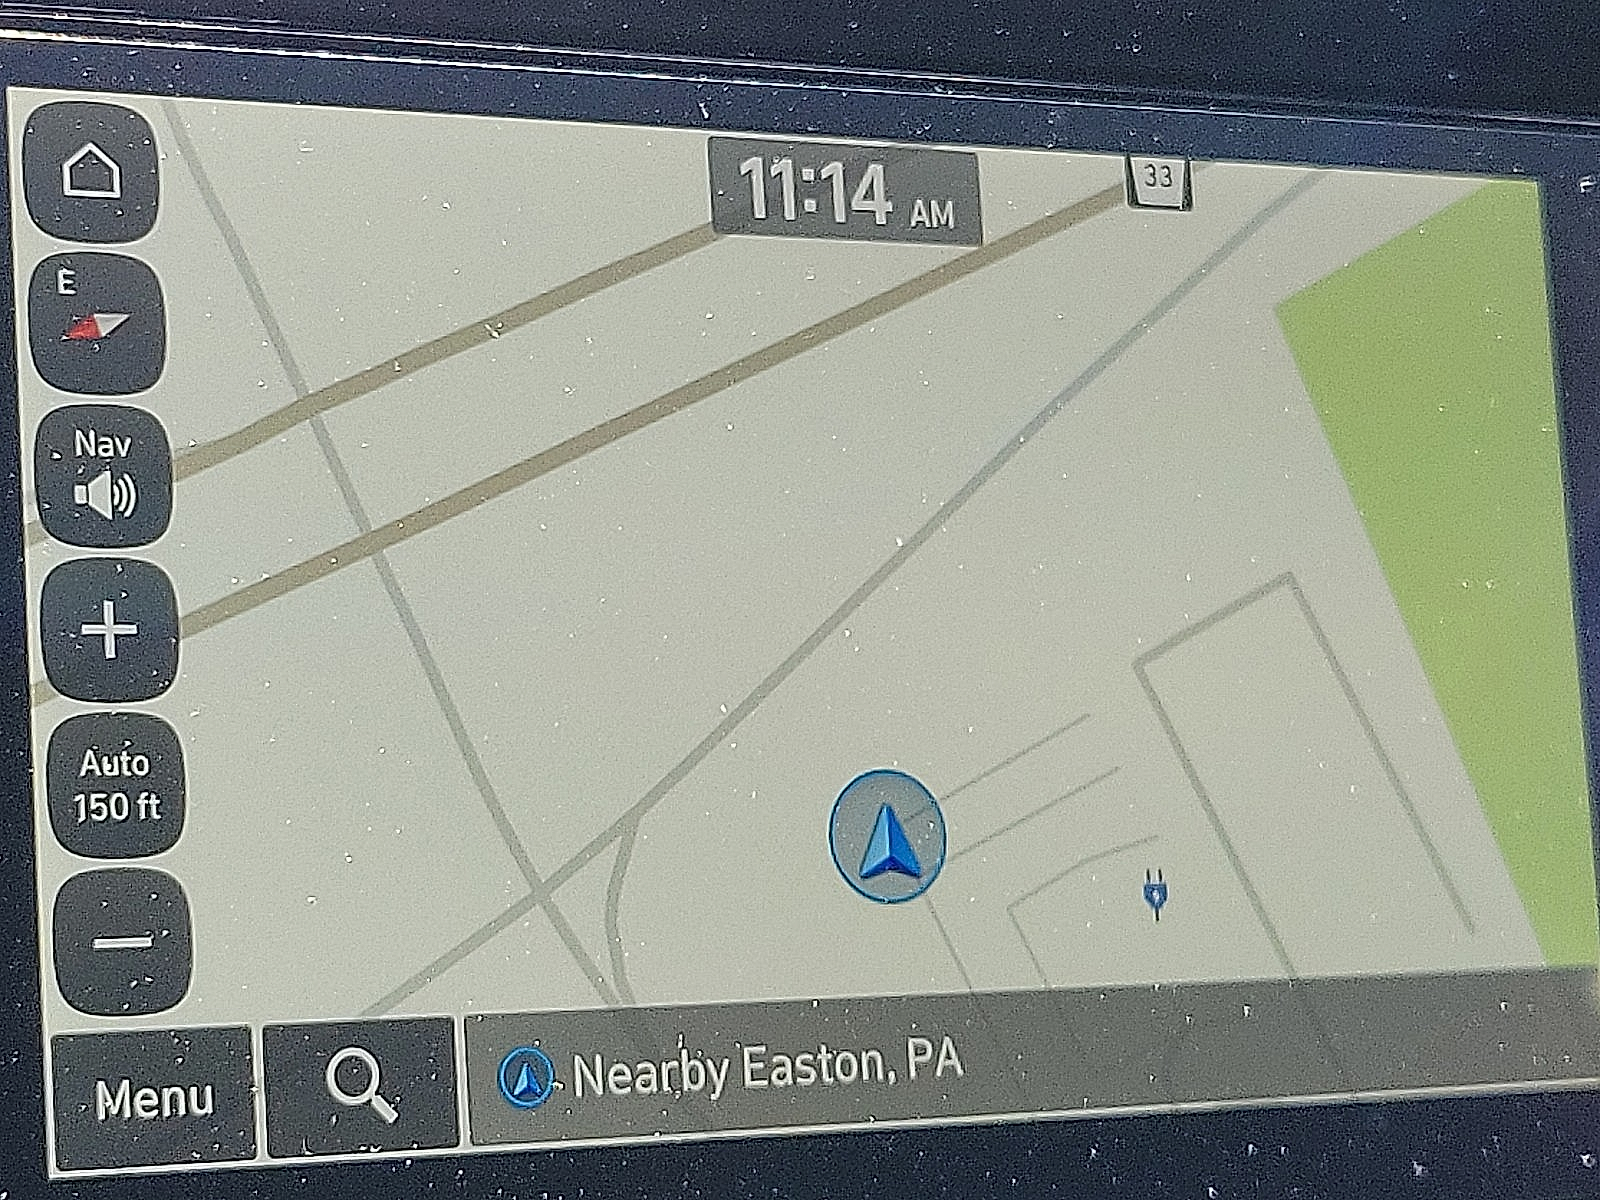 11:14 AM
33
E
Nav
Auto
150 ft
Menu
Nearby Easton, PA